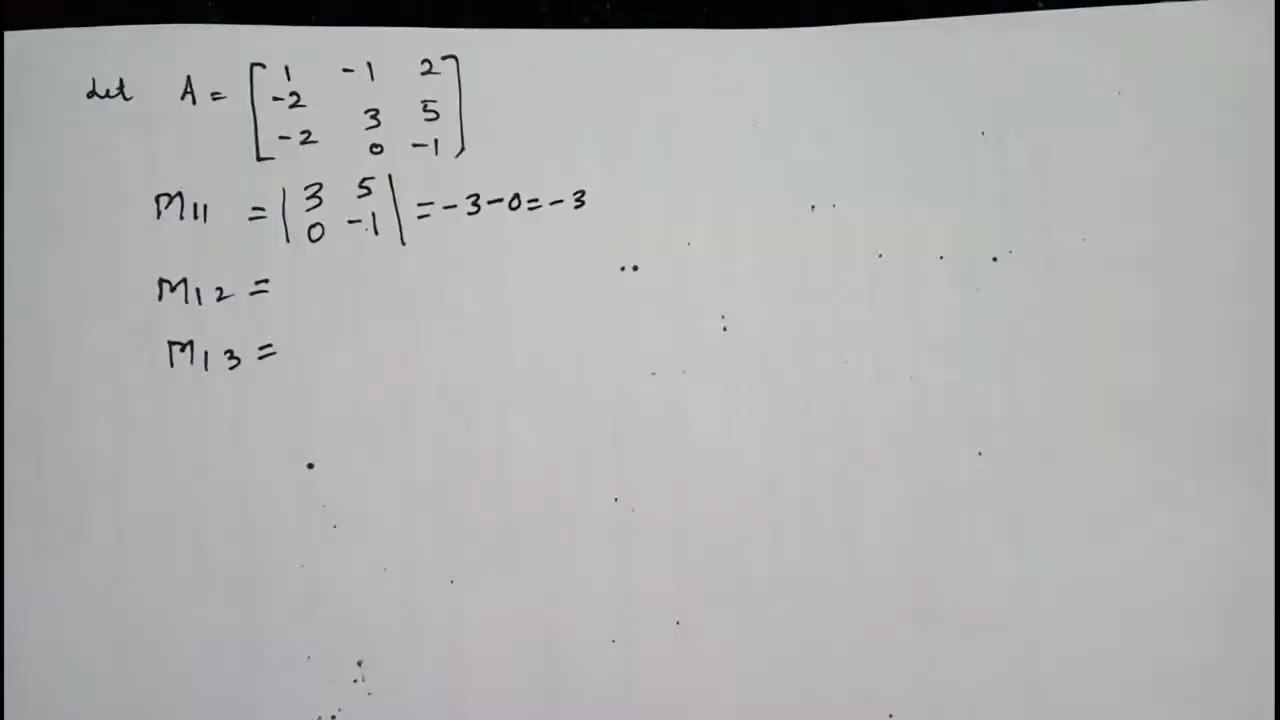 Let A = [ 1 -1 2
-2 3 5
-2 0 -1 ]
M11 = | 3 5 | = -3-0=-3
0 -1
M12 =
M13 =